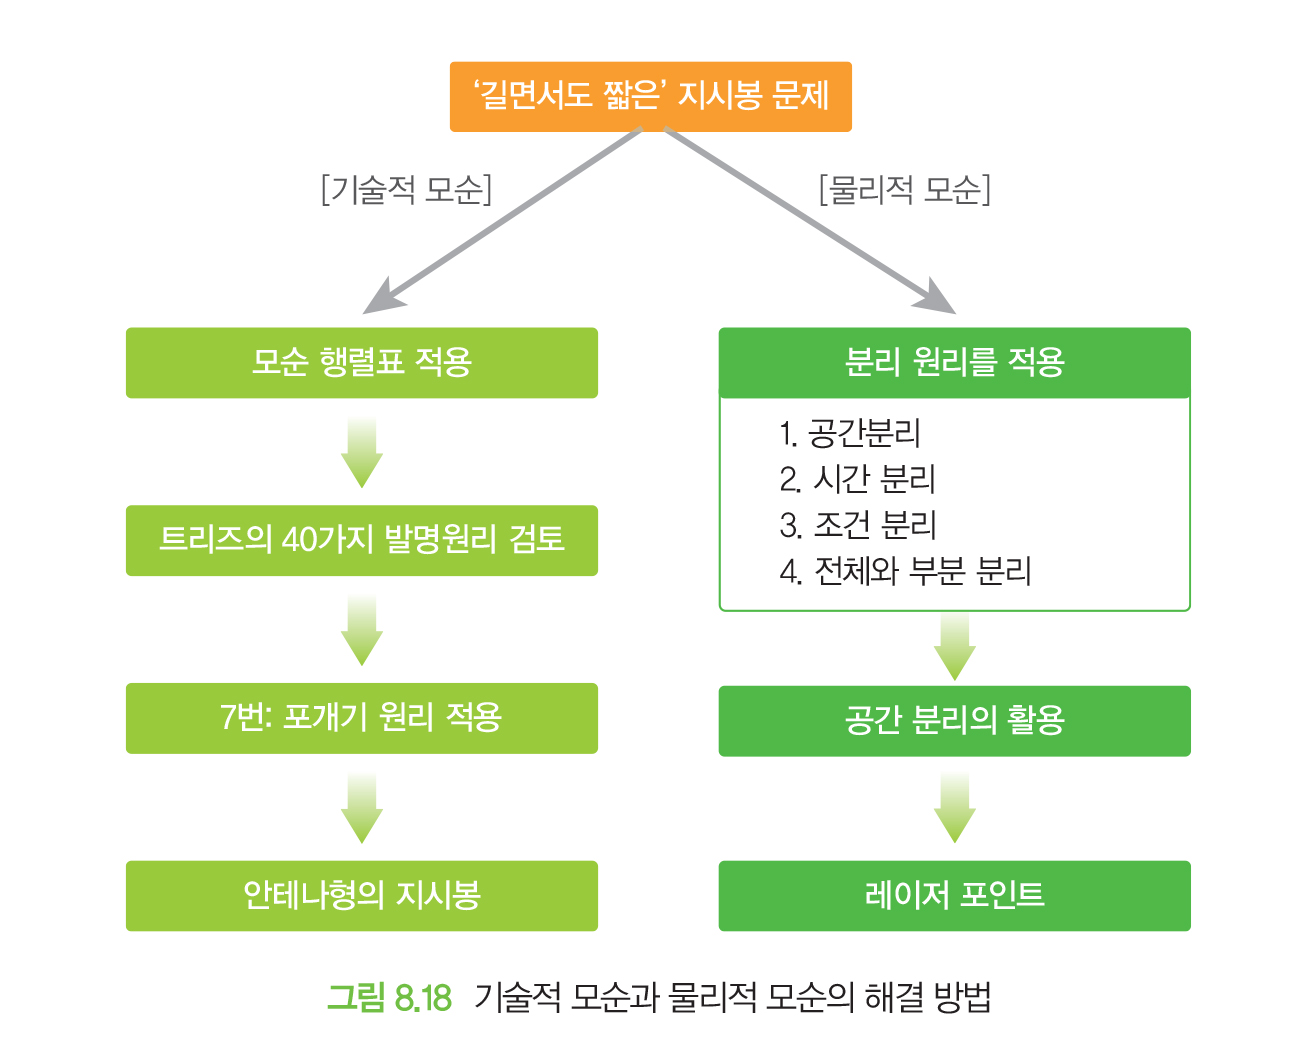 ‘길면서도 짧은’ 지시봉 문제
[기술적 모순]
[물리적 모순]
모순 행렬표 적용
트리즈의 40가지 발명원리 검토
7번: 포개기 원리 적용
안테나형의 지시봉
분리 원리를 적용
1. 공간분리
2. 시간 분리
3. 조건 분리
4. 전체와 부분 분리
공간 분리의 활용
레이저 포인트
그림 8.18 기술적 모순과 물리적 모순의 해결 방법